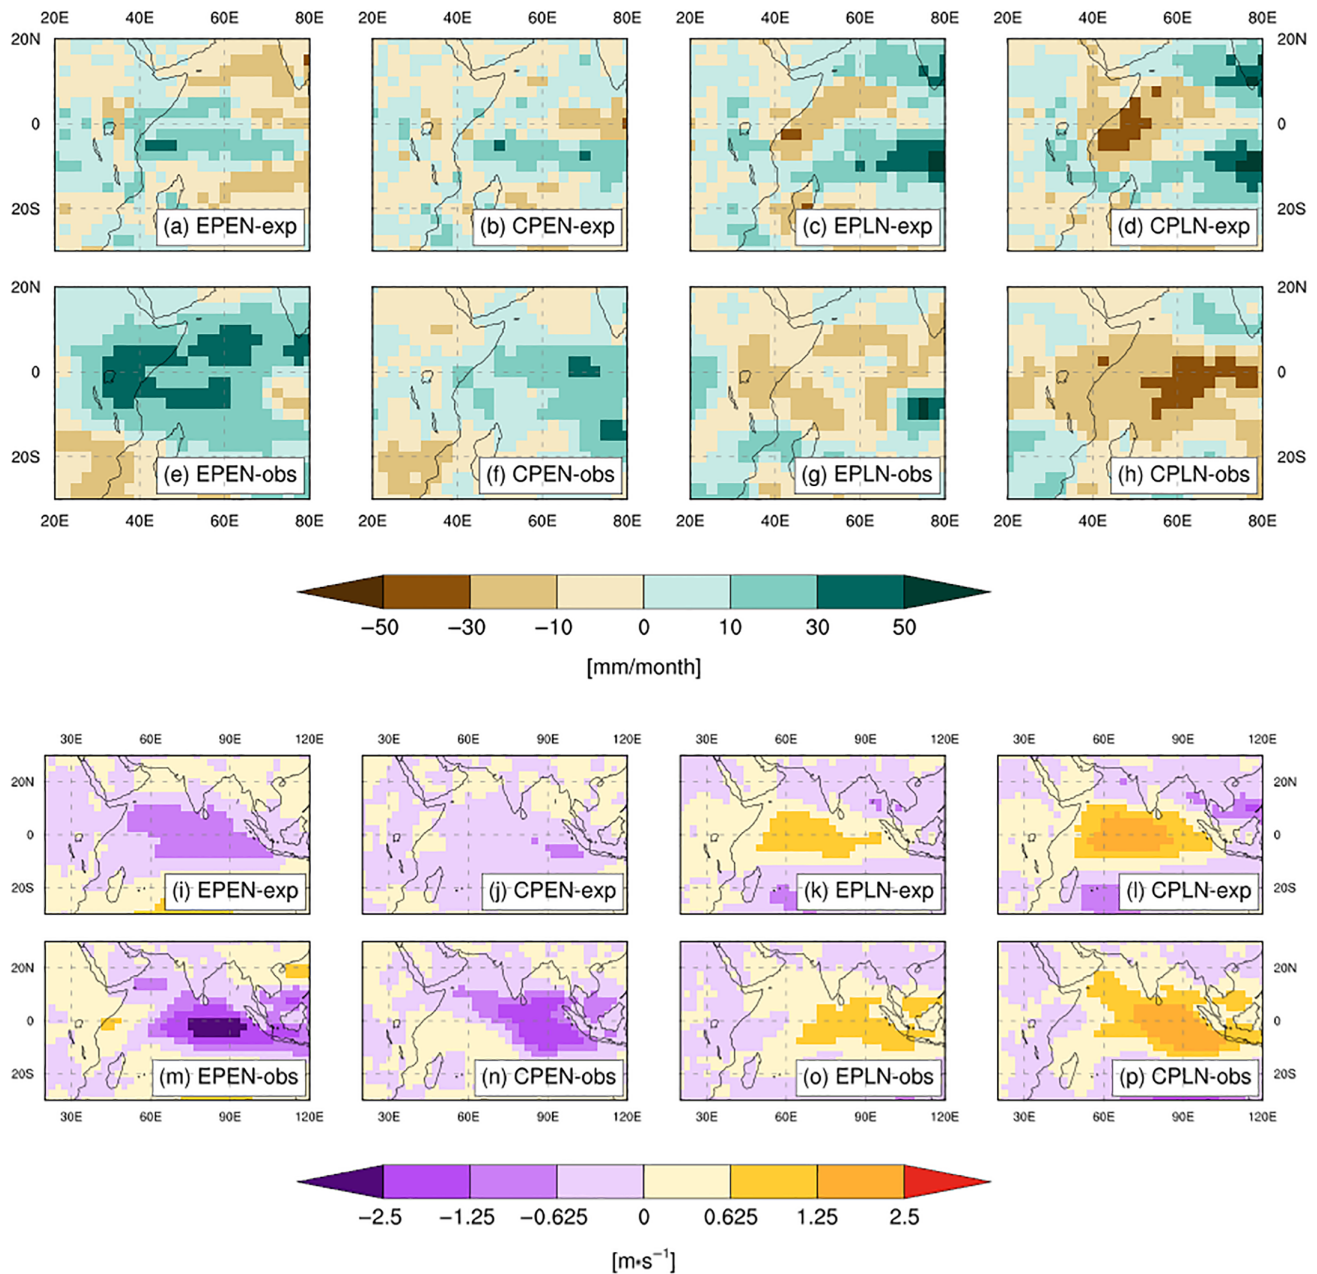 20E 40E 60E 80E 20E 40E 60E 80E 20E 40E 60E 80E 20E 40E 60E 80E
20N 20N
0 0
20S 20S
(a) EPEN-exp (b) CPEN-exp (c) EPLN-exp (d) CPLN-exp
20N 20N
0 0
20S 20S
(e) EPEN-obs (f) CPEN-obs (g) EPLN-obs (h) CPLN-obs
20E 40E 60E 80E 20E 40E 60E 80E 20E 40E 60E 80E 20E 40E 60E 80E
−50 −30 −10 0 10 30 50
[mm/month]
30E 60E 90E 120E 30E 60E 90E 120E 30E 60E 90E 120E 30E 60E 90E 120E
20N 20N
0 0
20S 20S
(i) EPEN-exp (j) CPEN-exp (k) EPLN-exp (l) CPLN-exp
20N 20N
0 0
20S 20S
(m) EPEN-obs (n) CPEN-obs (o) EPLN-obs (p) CPLN-obs
30E 60E 90E 120E 30E 60E 90E 120E 30E 60E 90E 120E 30E 60E 90E 120E
−2.5 −1.25 −0.625 0 0.625 1.25 2.5
[m•s⁻¹]